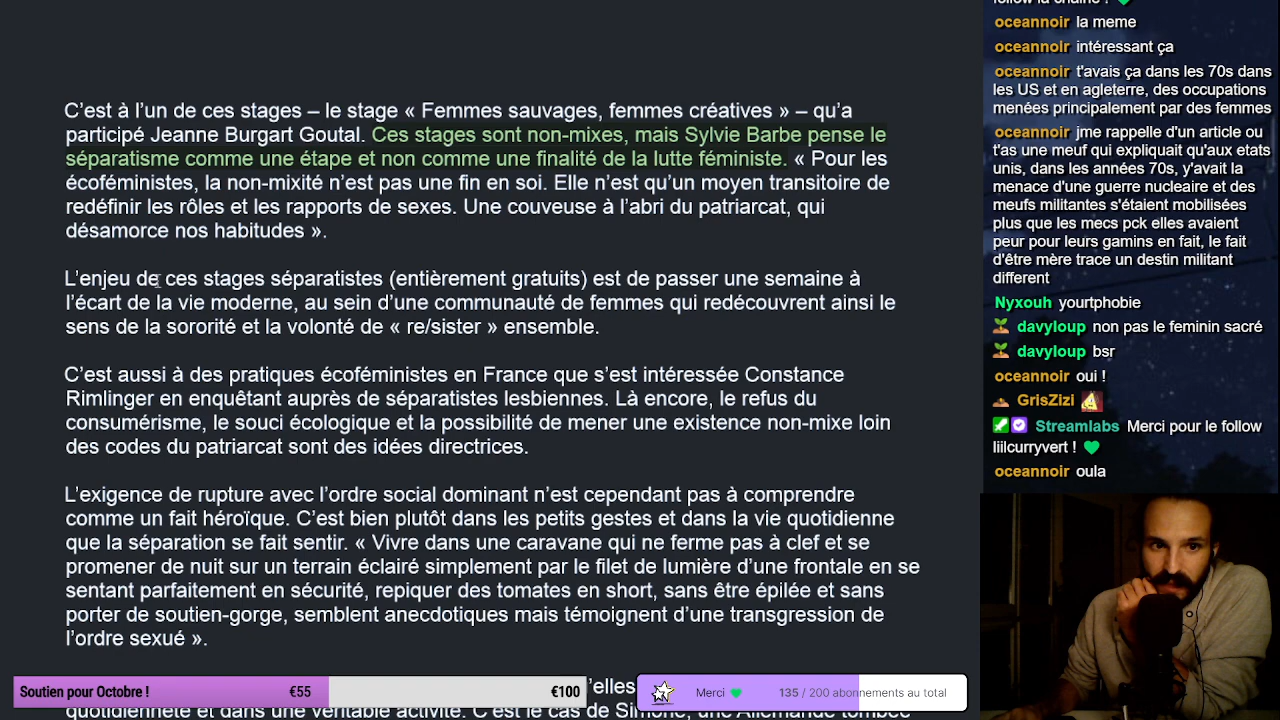 C’est à l’un de ces stages – le stage « Femmes sauvages, femmes créatives » – qu’a
participé Jeanne Burgart Goutal. Ces stages sont non-mixes, mais Sylvie Barbe pense le
séparatisme comme une étape et non comme une finalité de la lutte féministe. « Pour les
écoféministes, la non-mixité n’est pas une fin en soi. Elle n’est qu’un moyen transitoire de
redéfinir les rôles et les rapports de sexes. Une couveuse à l’abri du patriarcat, qui
désamorce nos habitudes ».
L’enjeu de ces stages séparatistes (entièrement gratuits) est de passer une semaine à
l’écart de la vie moderne, au sein d’une communauté de femmes qui redécouvrent ainsi le
sens de la sororité et la volonté de « re/sister » ensemble.
C’est aussi à des pratiques écoféministes en France que s’est intéressée Constance
Rimlinger en enquêtant auprès de séparatistes lesbiennes. Là encore, le refus du
consumérisme, le souci écologique et la possibilité de mener une existence non-mixe loin
des codes du patriarcat sont des idées directrices.
L’exigence de rupture avec l’ordre social dominant n’est cependant pas à comprendre
comme un fait héroïque. C’est bien plutôt dans les petits gestes et dans la vie quotidienne
que la séparation se fait sentir. « Vivre dans une caravane qui ne ferme pas à clef et se
promener de nuit sur un terrain éclairé simplement par le filet de lumière d’une frontale en se
sentant parfaitement en sécurité, repiquer des tomates en short, sans être épilée et sans
porter de soutien-gorge, semblent anecdotiques mais témoignent d’une transgression de
l’ordre sexué ».
’elles
quotidienneté et dans une véritable activité. C’est le cas de Simone, une Allemande tombée
Soutien pour Octobre ! €55 €100
Merci 135 / 200 abonnements au total
follow la chaîne !
oceannoir la meme
oceannoir intéressant ça
oceannoir t'avais ça dans les 70s dans
les US et en agleterre, des occupations
menées principalement par des femmes
oceannoir jme rappelle d'un article ou
t'as une meuf qui expliquait qu'aux etats
unis, dans les années 70s, y'avait la
menace d'une guerre nucleaire et des
meufs militantes s'étaient mobilisées
plus que les mecs pck elles avaient
peur pour leurs gamins en fait, le fait
d'être mère trace un destin militant
different
Nyxouh yourtphobie
davyloup non pas le feminin sacré
davyloup bsr
oceannoir oui !
GrisZizi
Streamlabs Merci pour le follow
liilcurryvert !
oceannoir oula